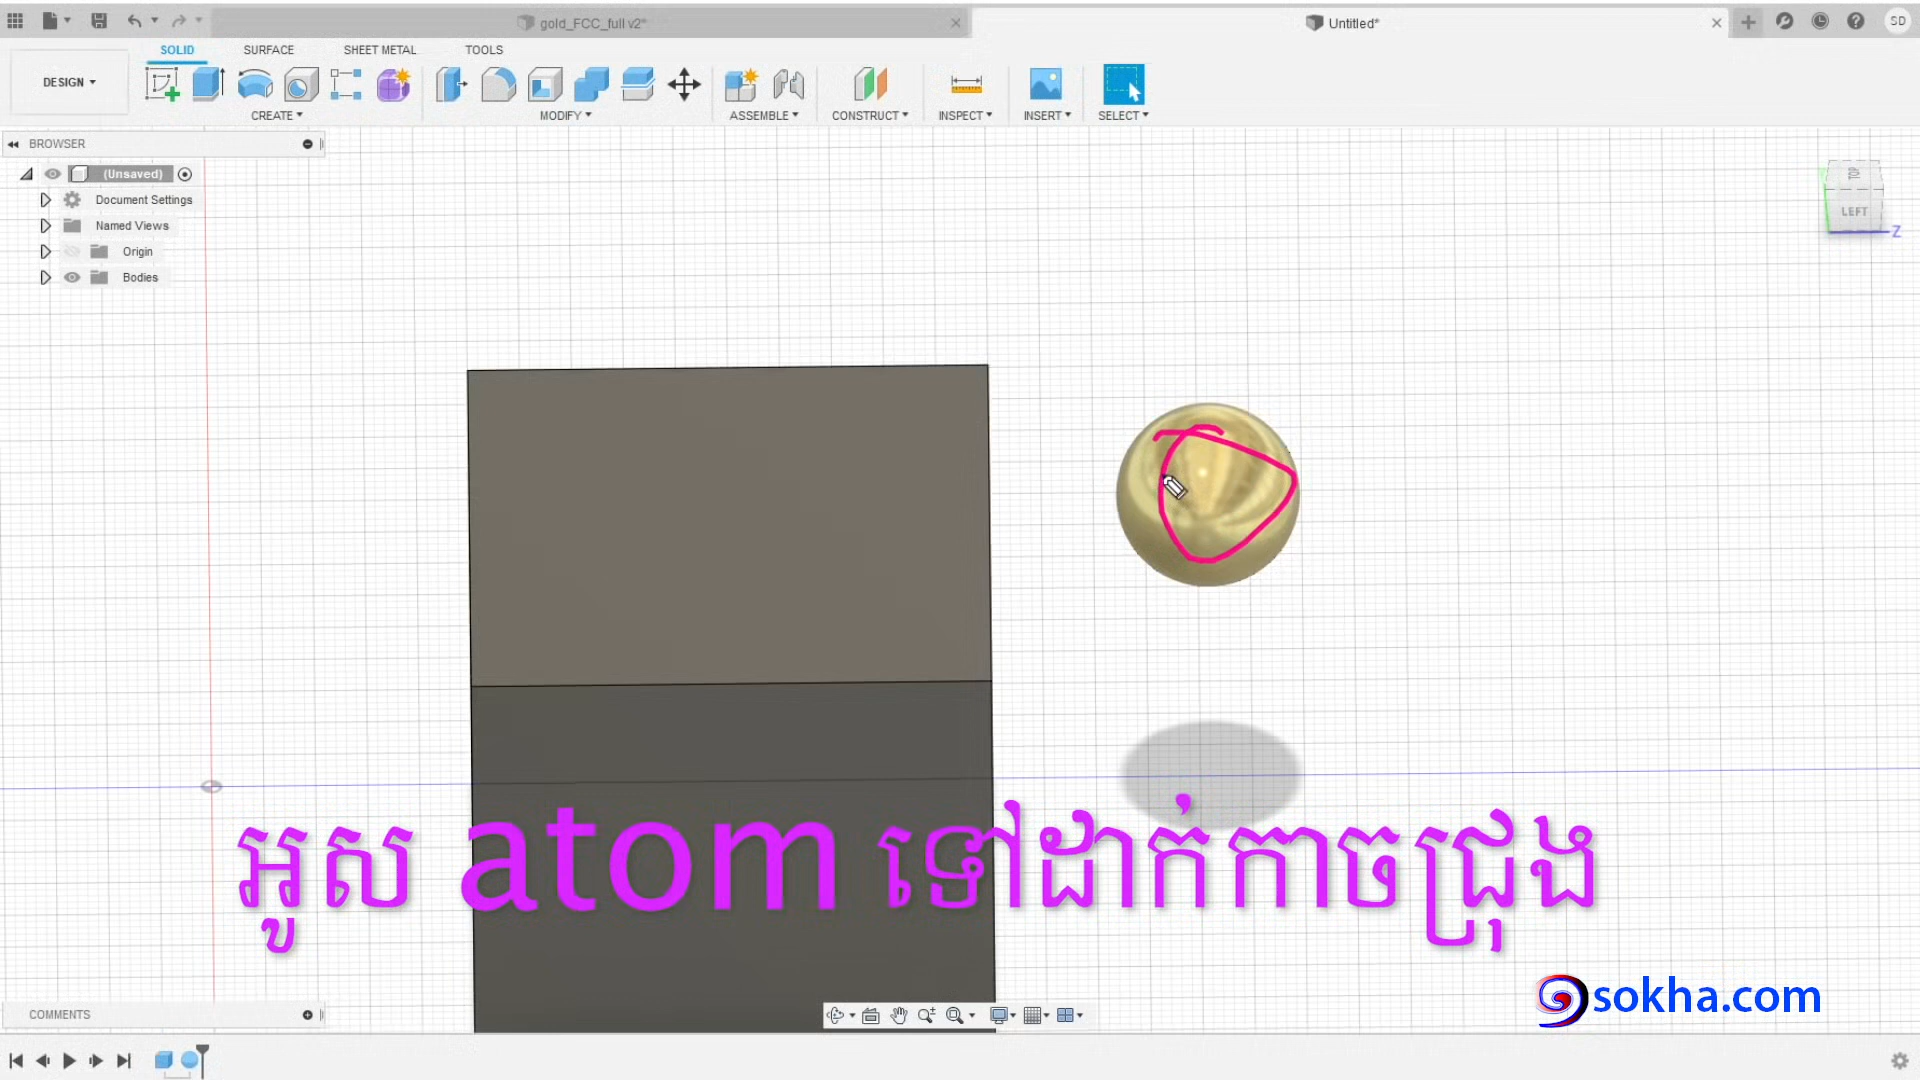 gold_FCC_full v2*
Untitled*
SD
SOLID
SURFACE
SHEET METAL
TOOLS
DESIGN
CREATE
MODIFY
ASSEMBLE
CONSTRUCT
INSPECT
INSERT
SELECT
BROWSER
(Unsaved)
Document Settings
Named Views
Origin
Bodies
TOP
LEFT
Z
អូស atom ទៅដាក់កាចជ្រុង
sokha.com
COMMENTS